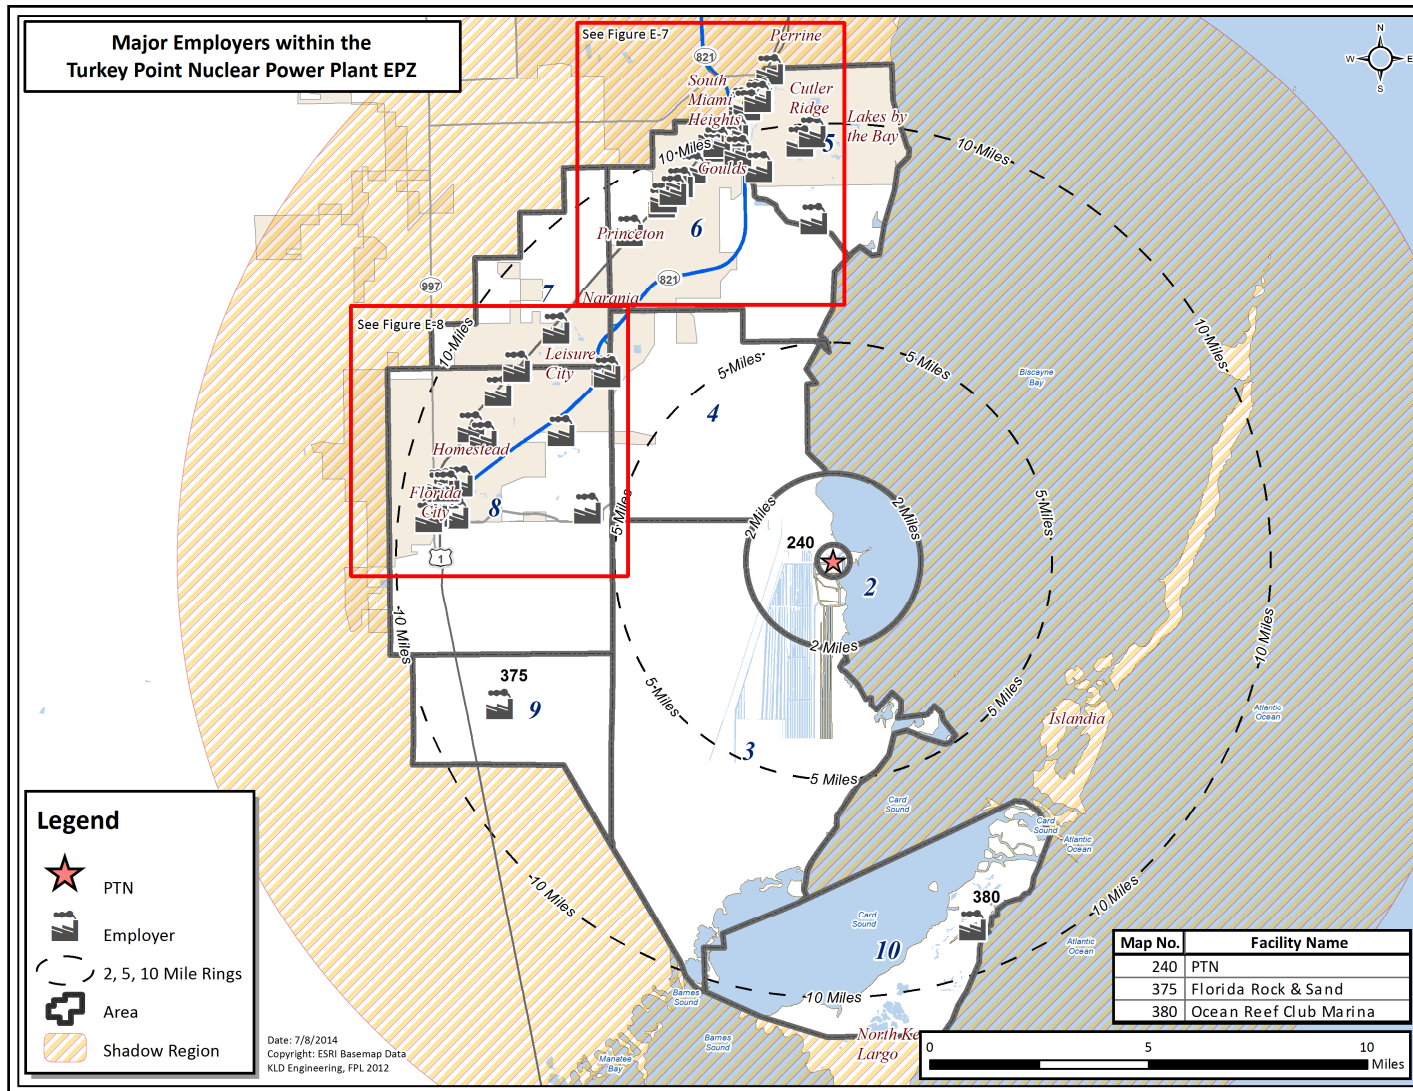 Major Employers within the
Turkey Point Nuclear Power Plant EPZ
See Figure E-7
Perrine
821
South
Miami
Heights
Cutler
Ridge
Lakes by
the Bay
5
10 Miles
10 Miles
Goulds
6
Princeton
821
997
7
Narania
See Figure E-8
10 Miles
10 Miles
Leisure
City
5 Miles
5 Miles
Biscayne
Bay
4
Homestead
Florida
City
8
5 Miles
2 Miles
2 Miles
5 Miles
240
1
2
10 Miles
2 Miles
10 Miles
375
9
5 Miles
5 Miles
Islandia
Atlantic
Ocean
3
5 Miles
Card
Sound
Card
Sound
Atlantic
Ocean
10 Miles
380
10 Miles
Card
Sound
10
Atlantic
Ocean
Barnes
Sound
10 Miles
Barnes
Sound
North Ke
Largo
Manatee
Bay
N
W
E
S
Legend
PTN
Employer
2, 5, 10 Mile Rings
Area
Shadow Region
Date: 7/8/2014
Copyright: ESRI Basemap Data
KLD Engineering, FPL 2012
Map No. Facility Name
240 PTN
375 Florida Rock & Sand
380 Ocean Reef Club Marina
0 5 10
Miles